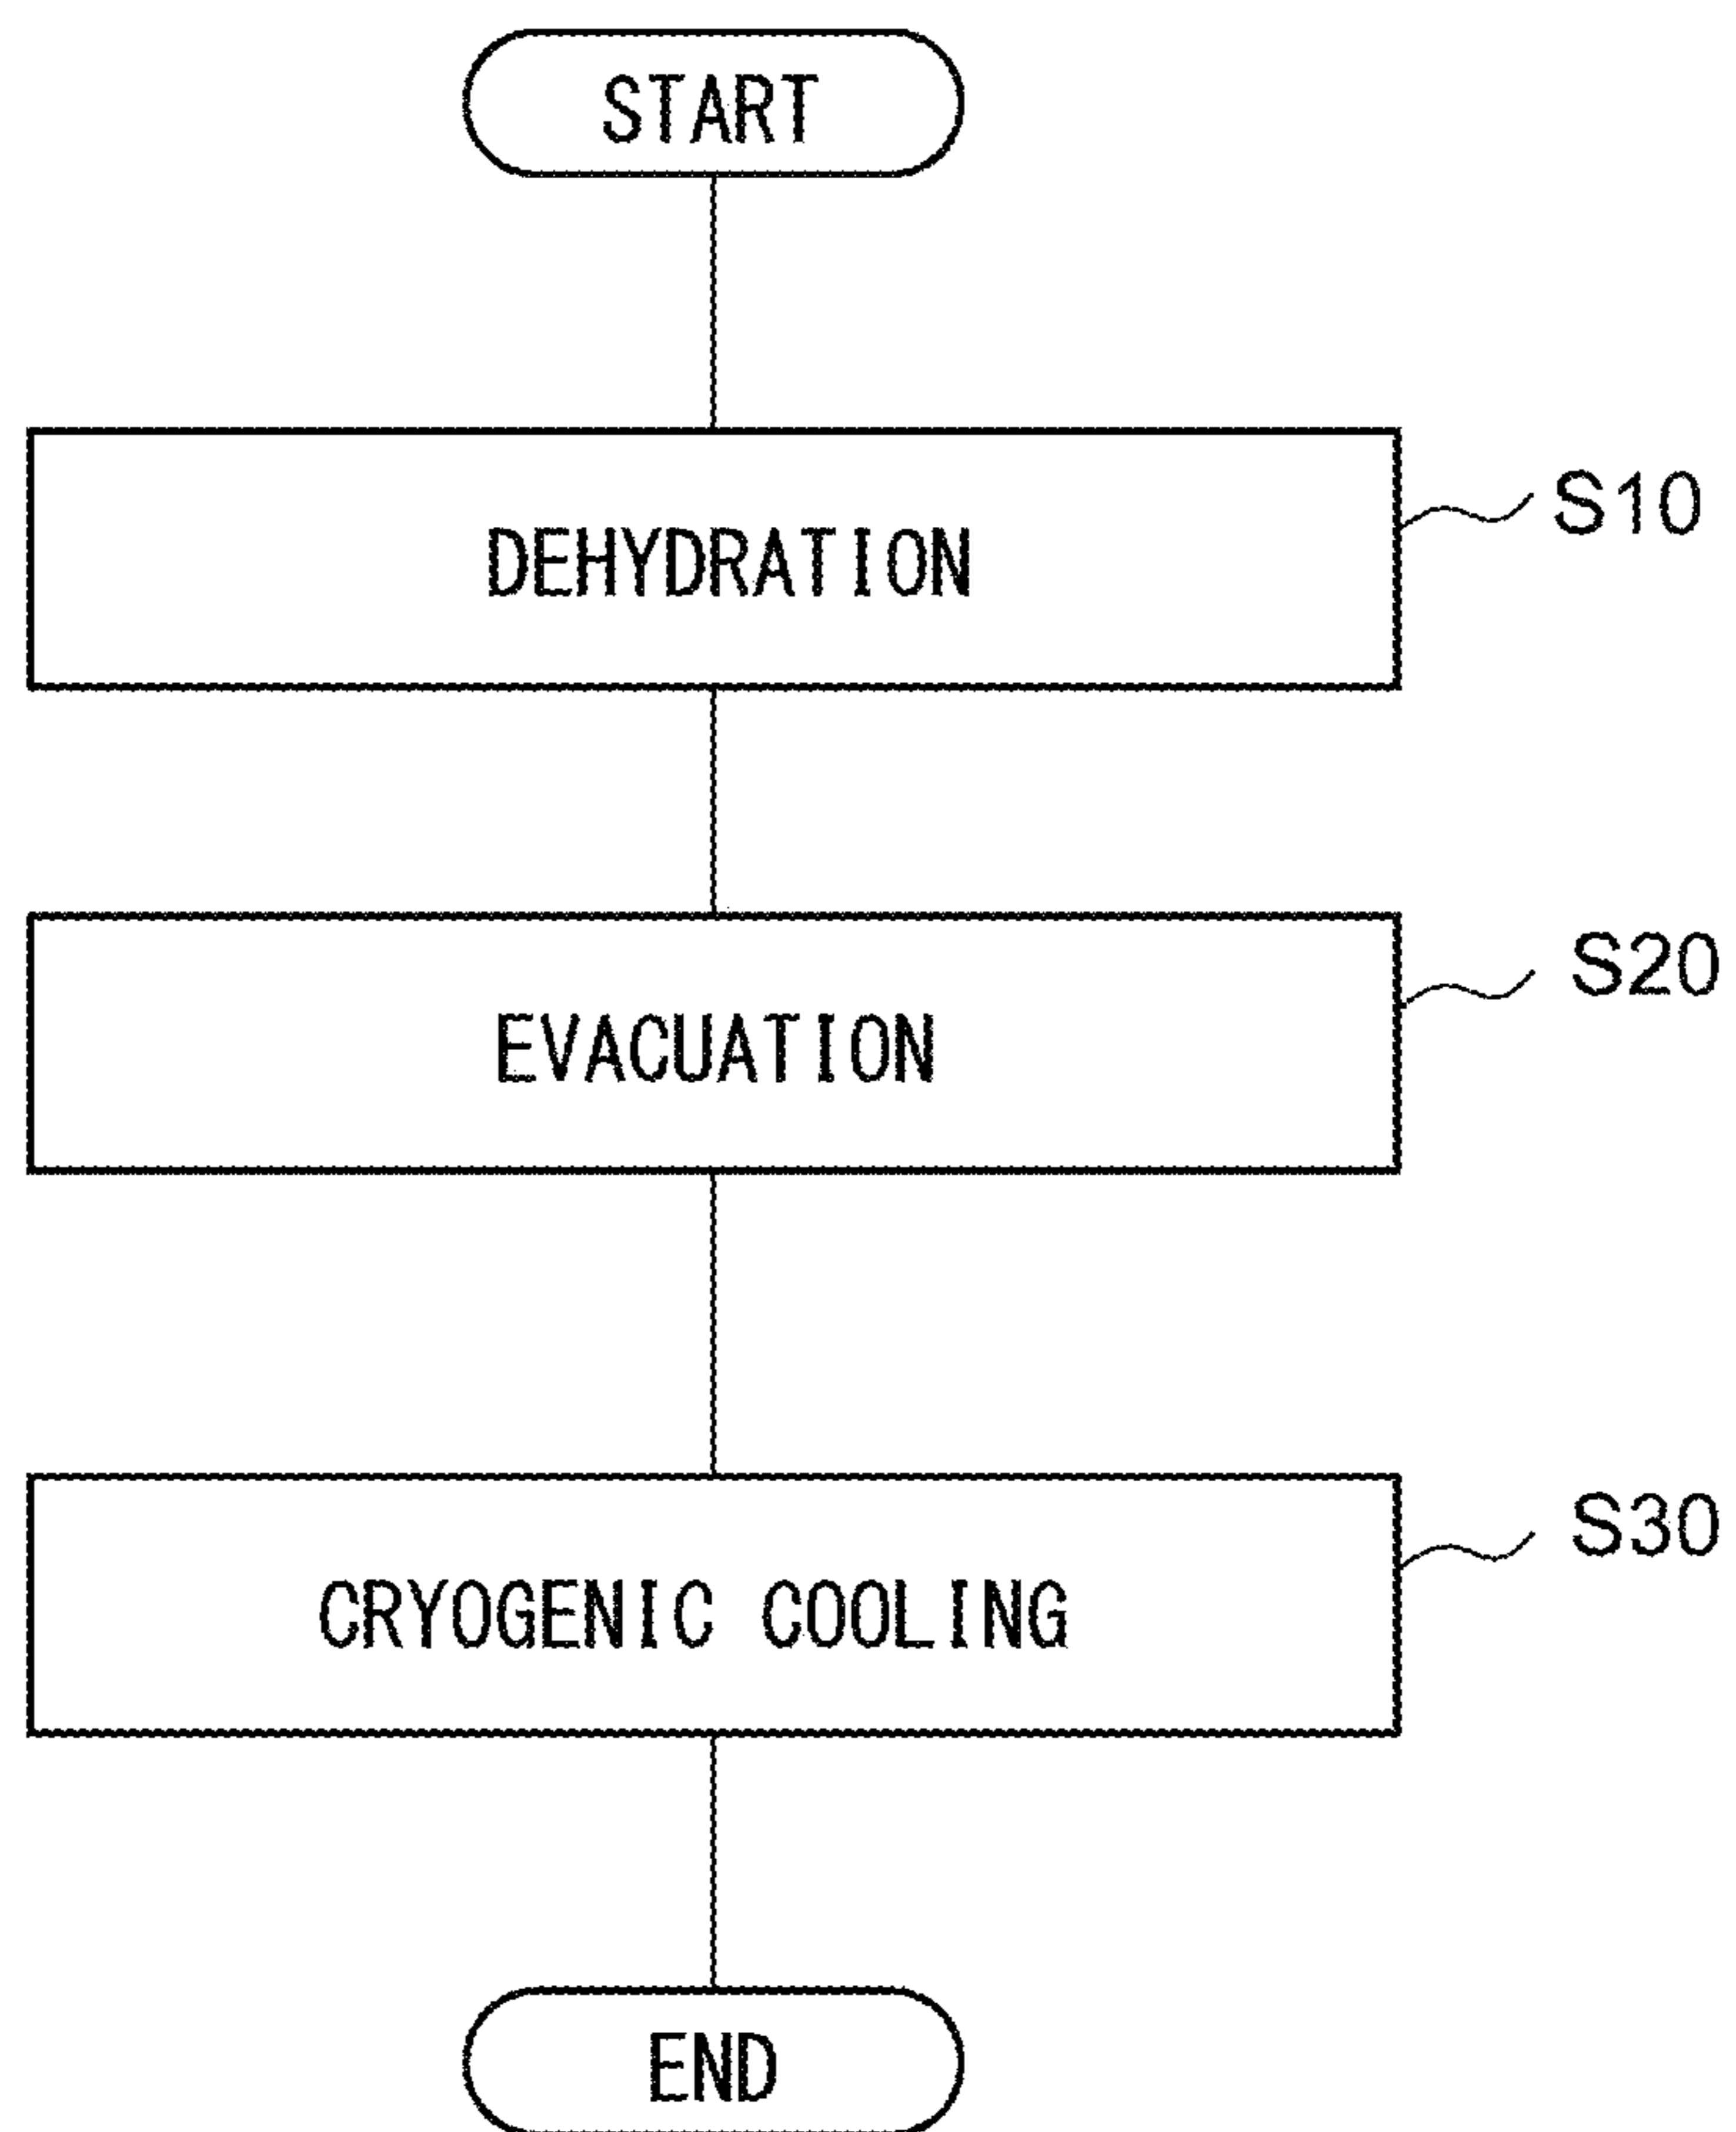 START
DEHYDRATION
S10
EVACUATION
S20
CRYOGENIC COOLING
S30
END